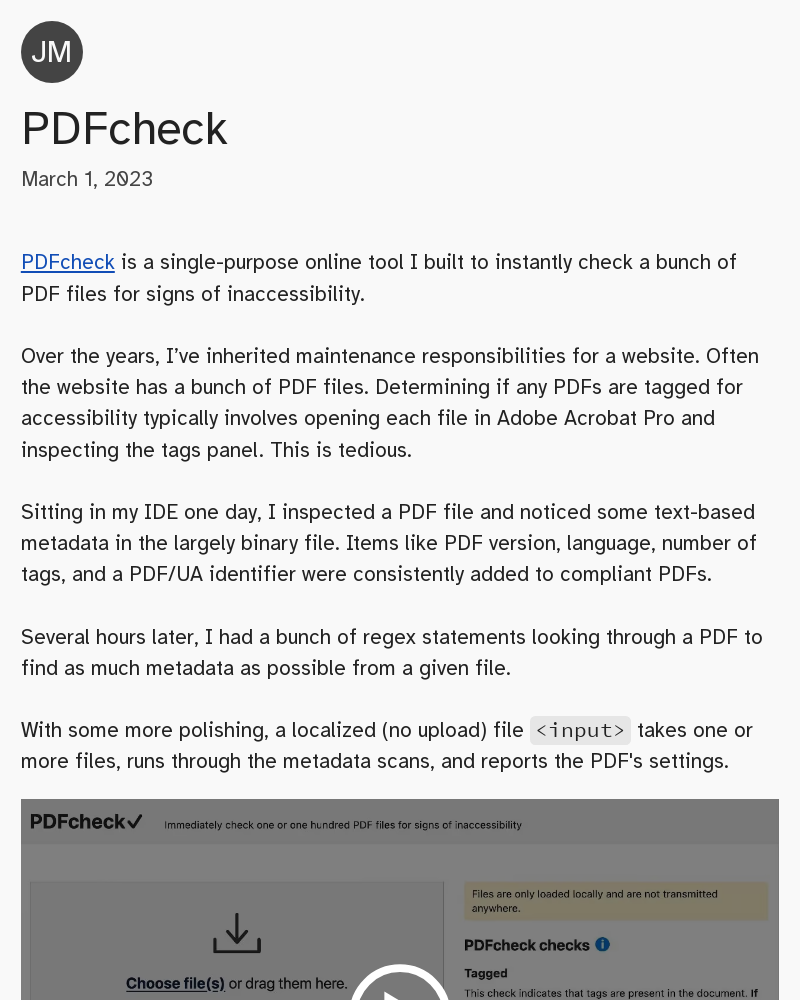 JM
PDFcheck
March 1, 2023
PDFcheck is a single-purpose online tool I built to instantly check a bunch of
PDF files for signs of inaccessibility.
Over the years, I’ve inherited maintenance responsibilities for a website. Often
the website has a bunch of PDF files. Determining if any PDFs are tagged for
accessibility typically involves opening each file in Adobe Acrobat Pro and
inspecting the tags panel. This is tedious.
Sitting in my IDE one day, I inspected a PDF file and noticed some text-based
metadata in the largely binary file. Items like PDF version, language, number of
tags, and a PDF/UA identifier were consistently added to compliant PDFs.
Several hours later, I had a bunch of regex statements looking through a PDF to
find as much metadata as possible from a given file.
With some more polishing, a localized (no upload) file <input> takes one or
more files, runs through the metadata scans, and reports the PDF's settings.
PDFcheck✓ Immediately check one or one hundred PDF files for signs of inaccessibility
Choose file(s) or drag them here.
Files are only loaded locally and are not transmitted
anywhere.
PDFcheck checks
Tagged
This check indicates that tags are present in the document. If